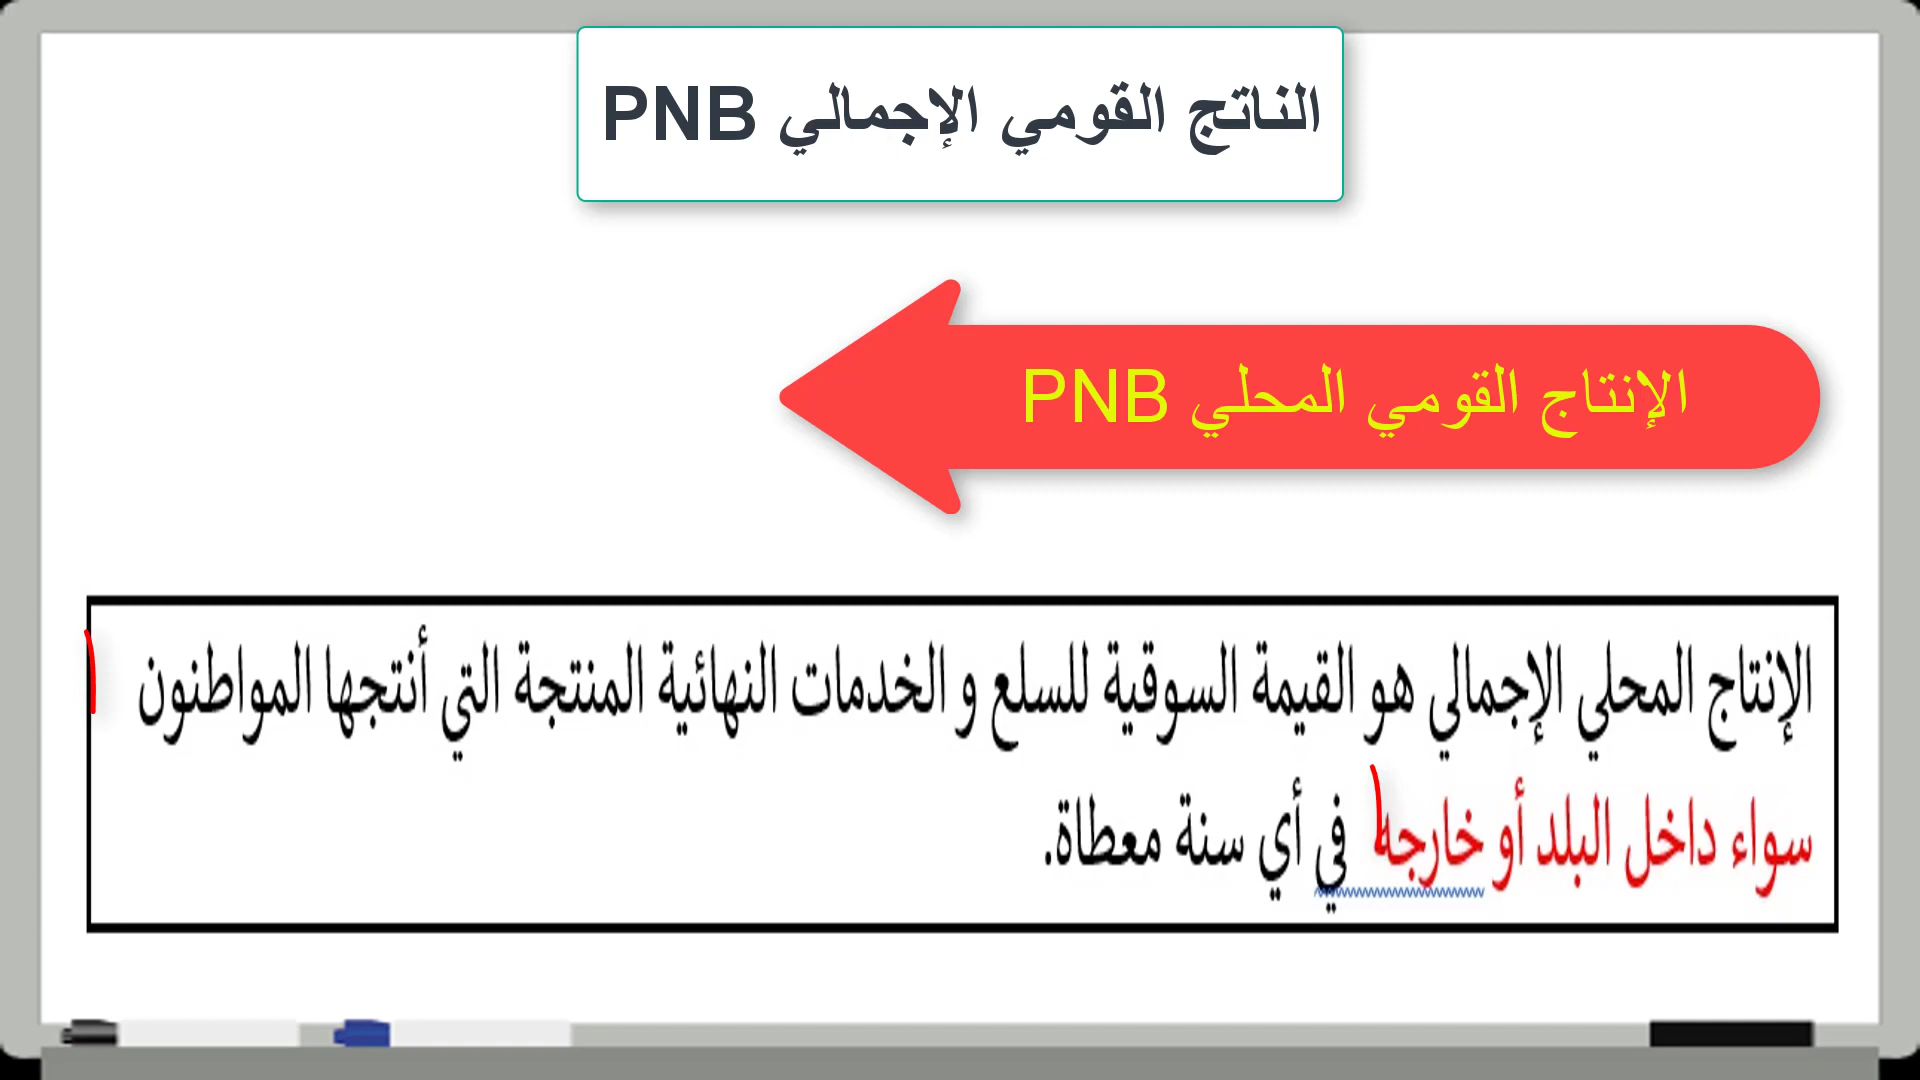 الناتج القومي الإجمالي PNB
الإنتاج القومي المحلي PNB
الإنتاج المحلي الإجمالي هو القيمة السوقية للسلع و الخدمات النهائية المنتجة التي أنتجها المواطنون
سواء داخل البلد أو خارجه في أي سنة معطاة.